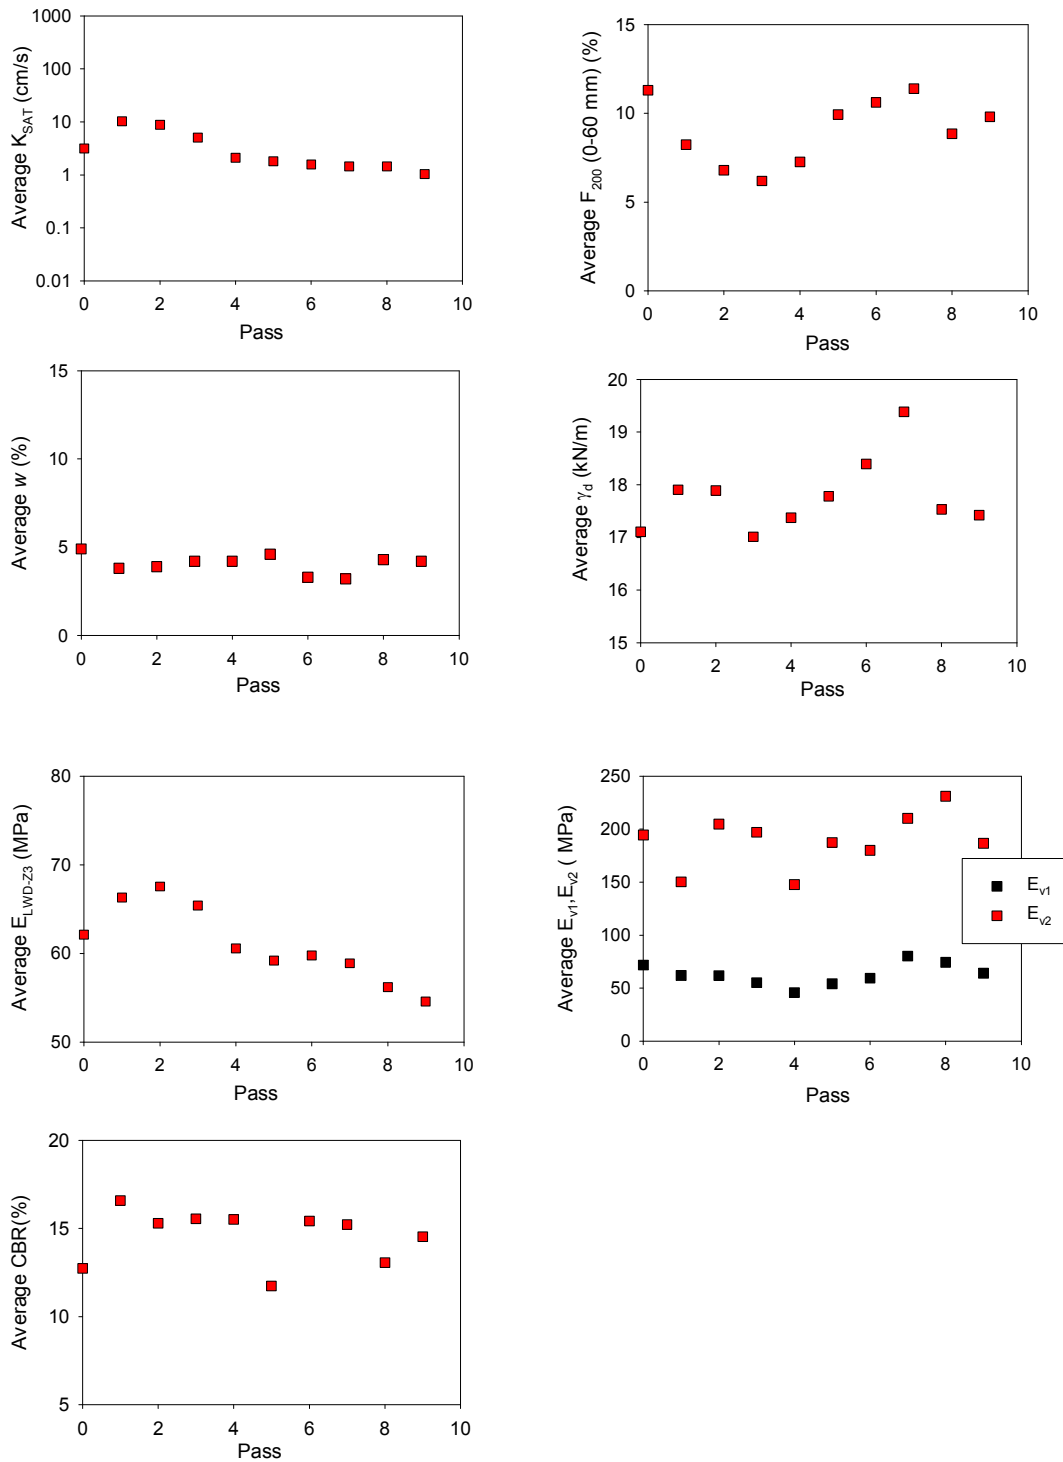 1000
100
10
1
0.1
0.01
Average K_SAT (cm/s)
0 2 4 6 8 10
Pass
15
10
5
0
Average F_200 (0-60 mm) (%)
0 2 4 6 8 10
Pass
15
10
5
0
Average w (%)
0 2 4 6 8 10
Pass
20
19
18
17
16
15
Average γ_d (kN/m)
0 2 4 6 8 10
Pass
80
70
60
50
Average E_LWD-Z3 (MPa)
0 2 4 6 8 10
Pass
250
200
150
100
50
0
Average E_v1,E_v2 ( MPa)
0 2 4 6 8 10
Pass
E_v1
E_v2
20
15
10
5
Average CBR(%)
0 2 4 6 8 10
Pass